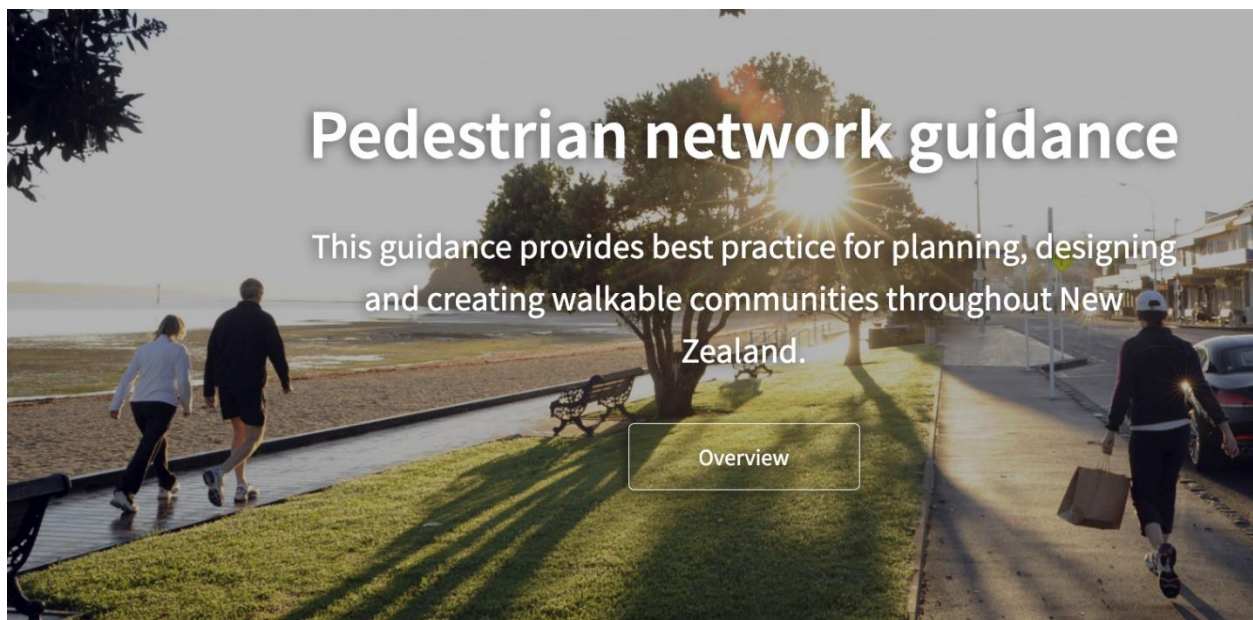 Pedestrian network guidance
This guidance provides best practice for planning, designing
and creating walkable communities throughout New
Zealand.
Overview